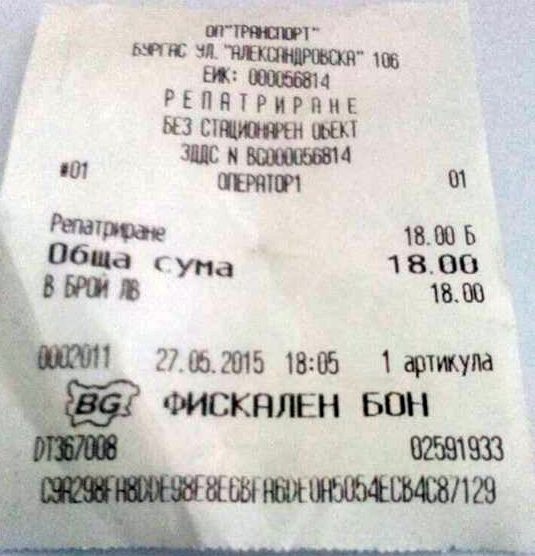 ОП"ТРАНСПОРТ"
БУРГАС УЛ. "АЛЕКСАНДРОВСКА" 106
ЕИК: 000056814
РЕПАТРИРАНЕ
БЕЗ СТАЦИОНАРЕН ОБЕКТ
ЗДДС N BG000056814
#01 ОПЕРАТОР1 01
Репатриране 18.00 Б
Обща сума 18.00
В БРОЙ ЛВ 18.00
0002011 27.05.2015 18:05 1 артикула
BG ФИСКАЛЕН БОН
DT367008 02591933